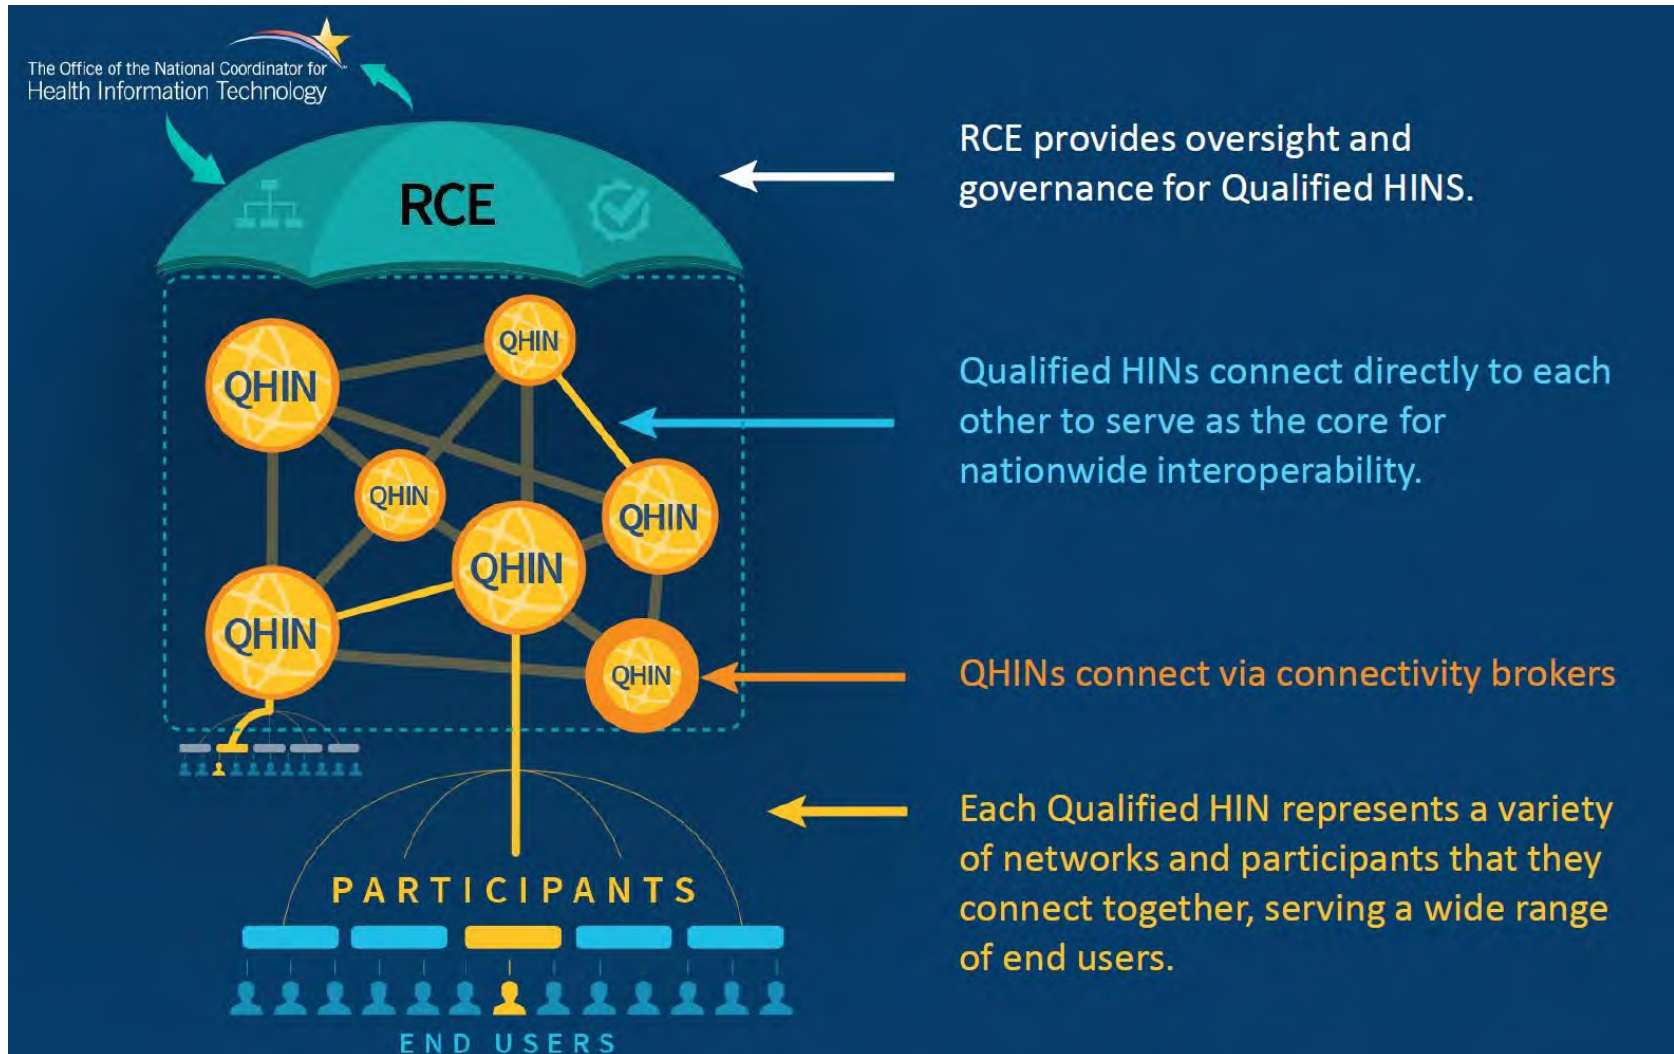 The Office of the National Coordinator for
Health Information Technology
RCE
RCE provides oversight and
governance for Qualified HINS.
QHIN
QHIN
QHIN
QHIN
QHIN
QHIN
QHIN
Qualified HINs connect directly to each
other to serve as the core for
nationwide interoperability.
QHINs connect via connectivity brokers
Each Qualified HIN represents a variety
of networks and participants that they
connect together, serving a wide range
of end users.
PARTICIPANTS
END USERS